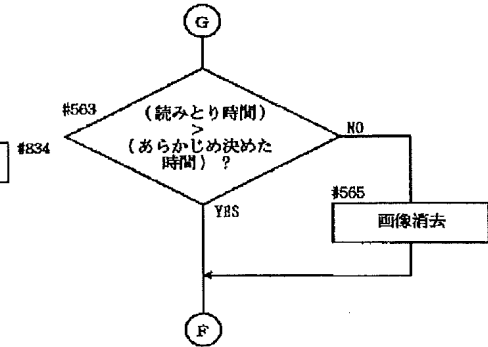 G
#563
(読みとり時間)
>
(あらかじめ決めた
時間) ?
NO
#834
#565
YES
画像消去
F